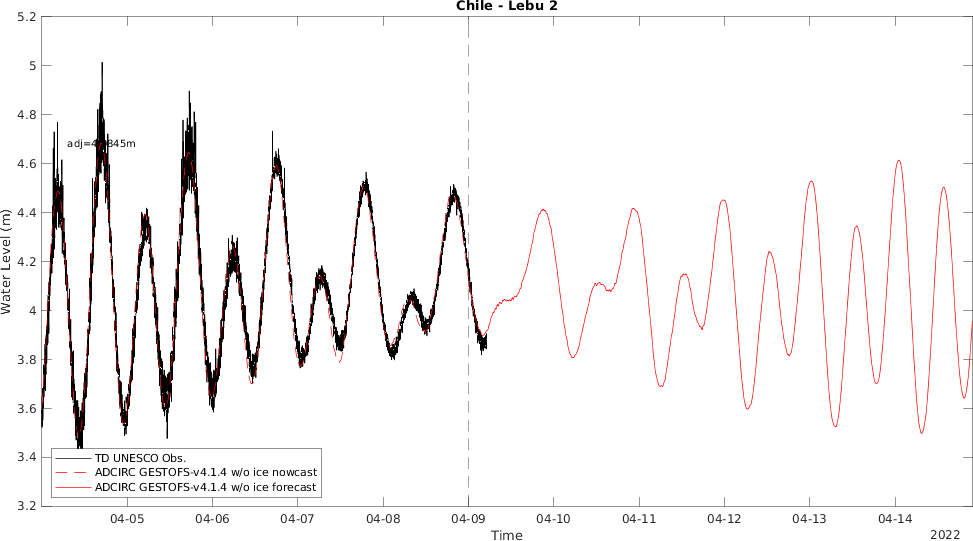 Chile - Lebu 2
5.2
5
4.8
4.6
4.4
4.2
4
3.8
3.6
3.4
3.2
Water Level (m)
TD UNESCO Obs.
ADCIRC GESTOFS-v4.1.4 w/o ice nowcast
ADCIRC GESTOFS-v4.1.4 w/o ice forecast
04-05 04-06 04-07 04-08 04-09 04-10 04-11 04-12 04-13 04-14
Time
2022